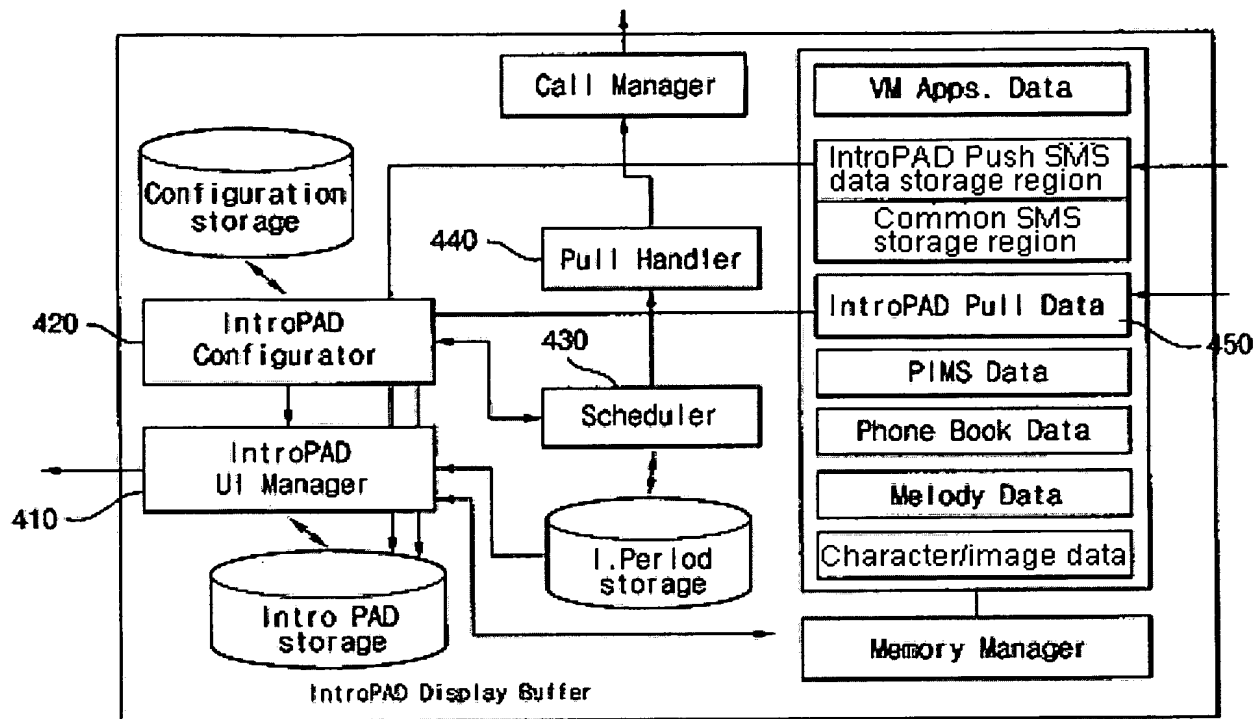 Call Manager
VM Apps. Data
IntroPAD Push SMS
data storage region
Common SMS
storage region
Configuration
storage
440
Pull Handler
IntroPAD Pull Data
450
420
IntroPAD
Configurator
430
Scheduler
PIMS Data
Phone Book Data
IntroPAD
UI Manager
410
Melody Data
I.Period
storage
Character/image data
Intro PAD
storage
Memory Manager
IntroPAD Display Buffer